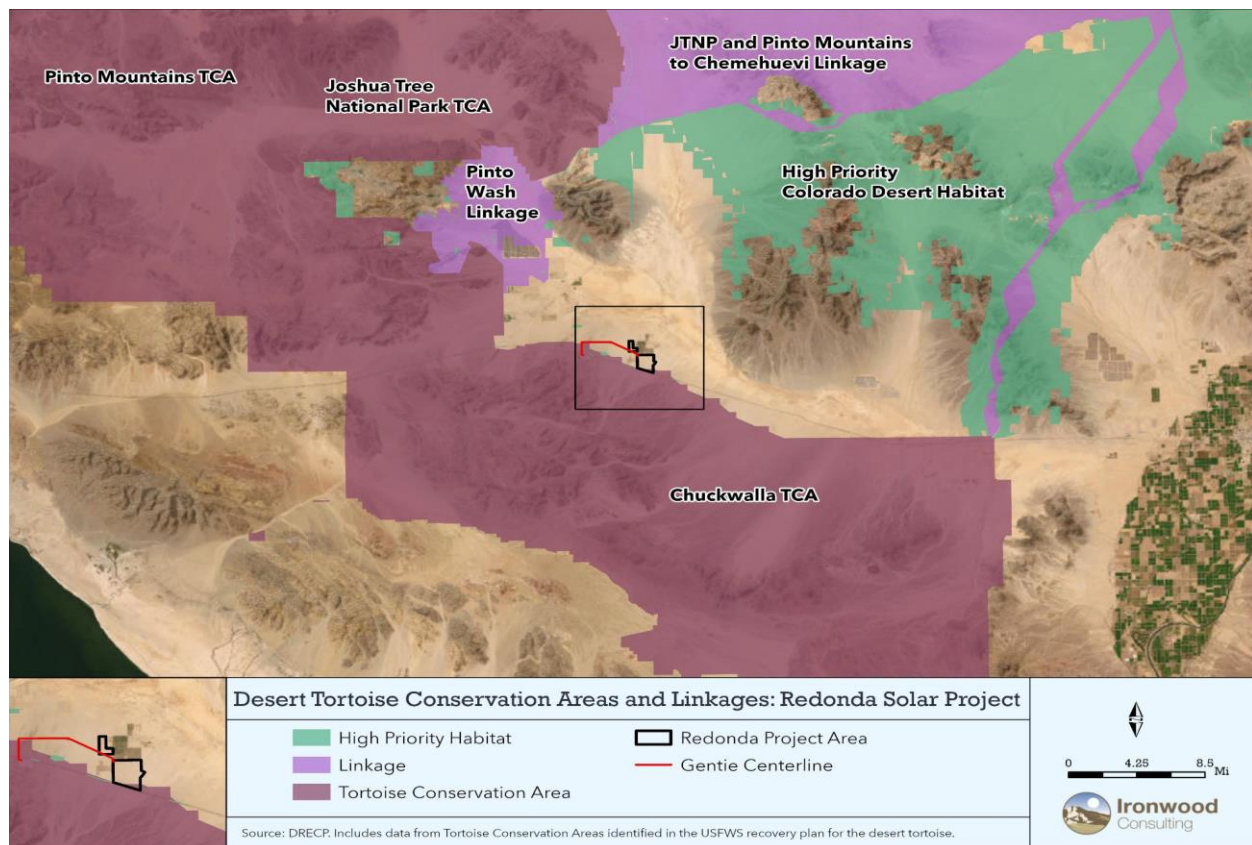 Pinto Mountains TCA
Joshua Tree
National Park TCA
JTNP and Pinto Mountains
to Chemehuevi Linkage
Pinto
Wash
Linkage
High Priority
Colorado Desert Habitat
Chuckwalla TCA
Desert Tortoise Conservation Areas and Linkages: Redonda Solar Project
High Priority Habitat
Linkage
Tortoise Conservation Area
Redonda Project Area
Gentie Centerline
Source: DRECP. Includes data from Tortoise Conservation Areas identified in the USFWS recovery plan for the desert tortoise.
0 4.25 8.5
Mi
Ironwood
Consulting